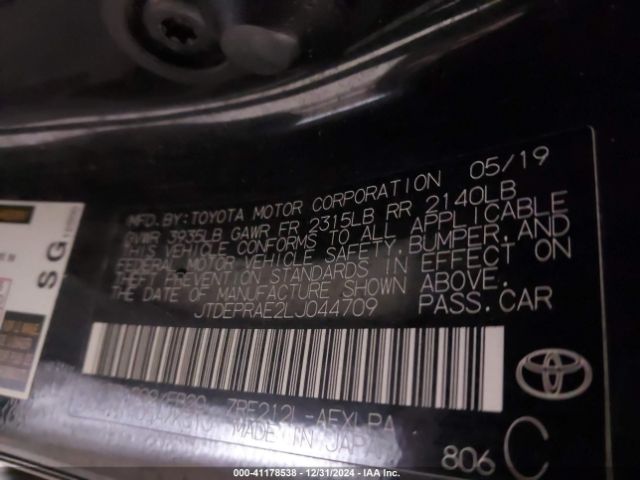 05/19
MFD. BY: TOYOTA MOTOR CORPORATION
GVWR 3935LB GAWR FR 2315LB RR 2140LB
THIS VEHICLE CONFORMS TO ALL APPLICABLE
FEDERAL MOTOR VEHICLE SAFETY, BUMPER, AND
THEFT PREVENTION STANDARDS IN EFFECT ON
THE DATE OF MANUFACTURE SHOWN ABOVE.
JTDEPRAE2LJ044709 PASS. CAR
ZRE212L-AEXLPA
MADE IN JAPAN
806 C
SG
000-41178538 - 12/31/2024 - IAA, Inc.